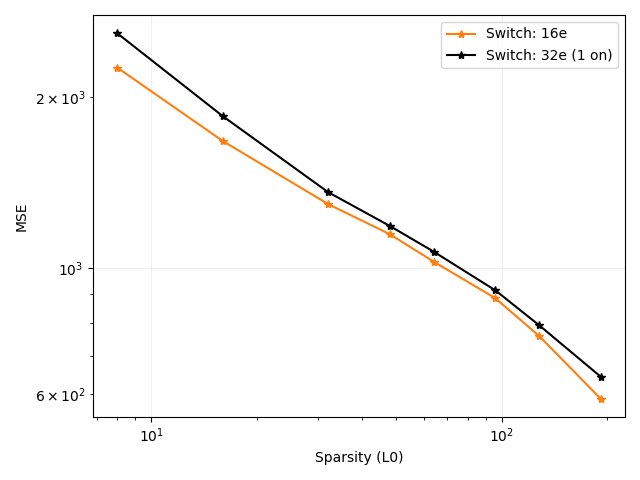 Switch: 16e
Switch: 32e (1 on)
2 × 10³
10³
6 × 10²
MSE
10¹
10²
Sparsity (L0)